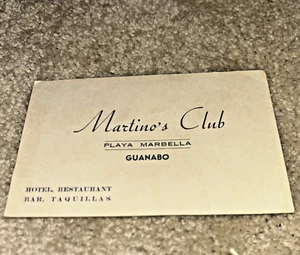 Martino's Club
PLAYA MARBELLA
GUANABO
HOTEL, RESTAURANT
BAR, TAQUILLAS